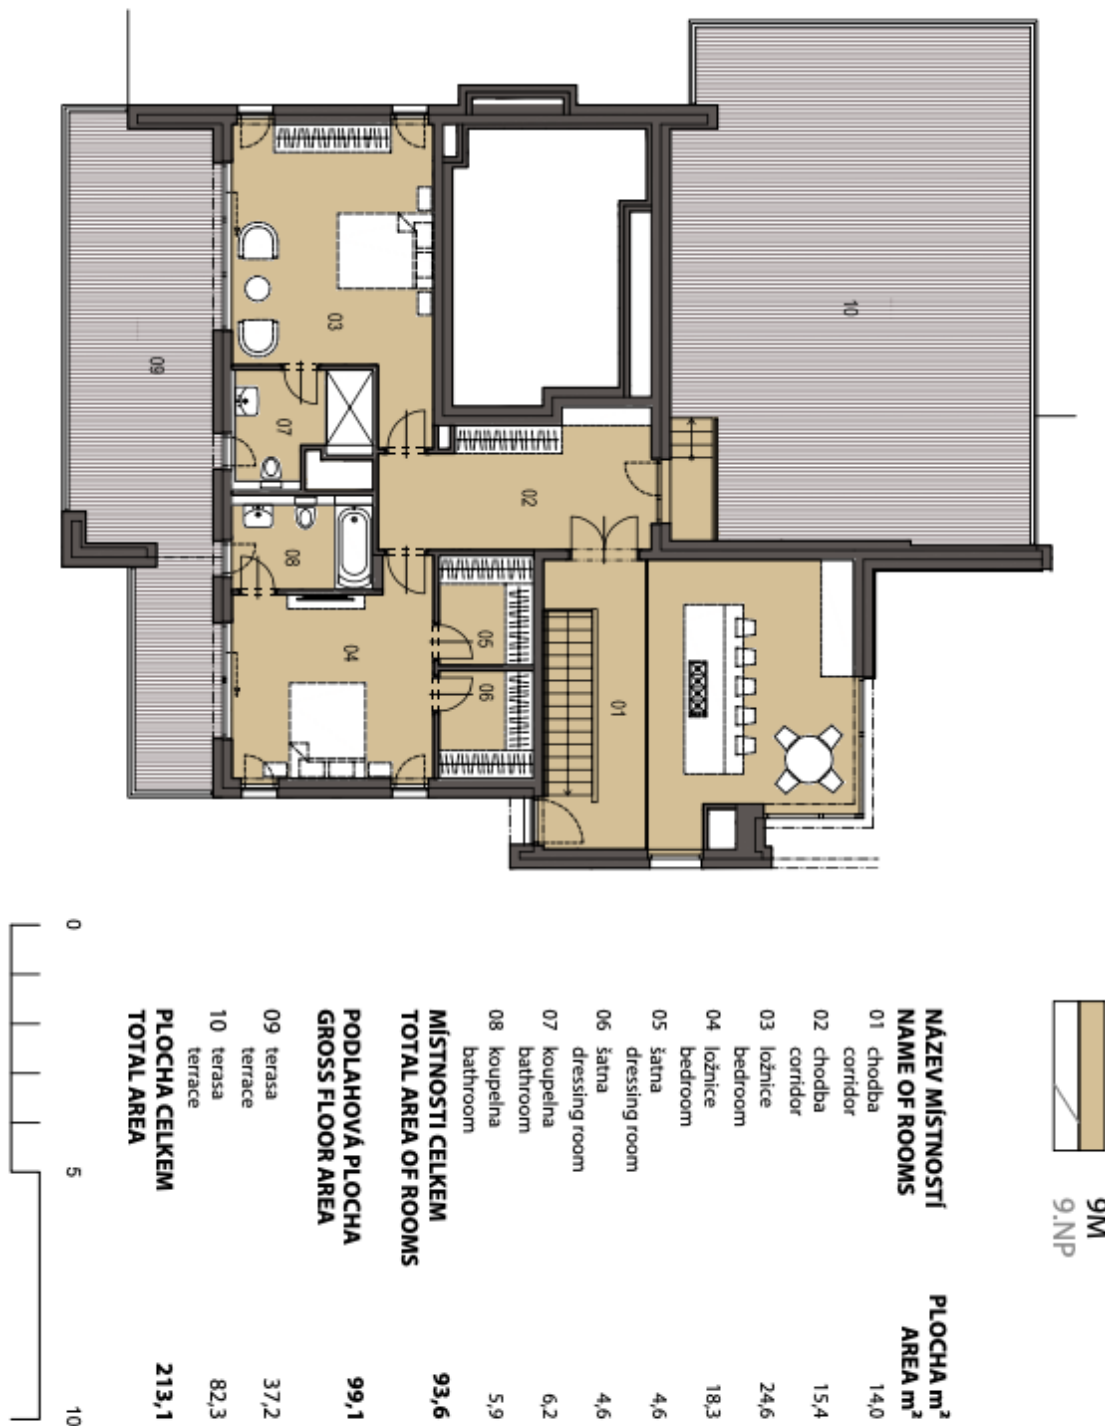 9M
9.NP
NÁZEV MÍSTNOSTÍ PLOCHA m²
NAME OF ROOMS AREA m²
01 chodba 14,0
corridor
02 chodba 15,4
corridor
03 ložnice 24,6
bedroom
04 ložnice 18,3
bedroom
05 šatna 4,6
dressing room
06 šatna 4,6
dressing room
07 koupelna 6,2
bathroom
08 koupelna 5,9
bathroom
MÍSTNOSTI CELKEM 93,6
TOTAL AREA OF ROOMS
PODLAHOVÁ PLOCHA 99,1
GROSS FLOOR AREA
09 terasa 37,2
terrace
10 terasa 82,3
terrace
PLOCHA CELKEM 213,1
TOTAL AREA
0 5 10
10
01
02
05
06
03
04
07
08
09